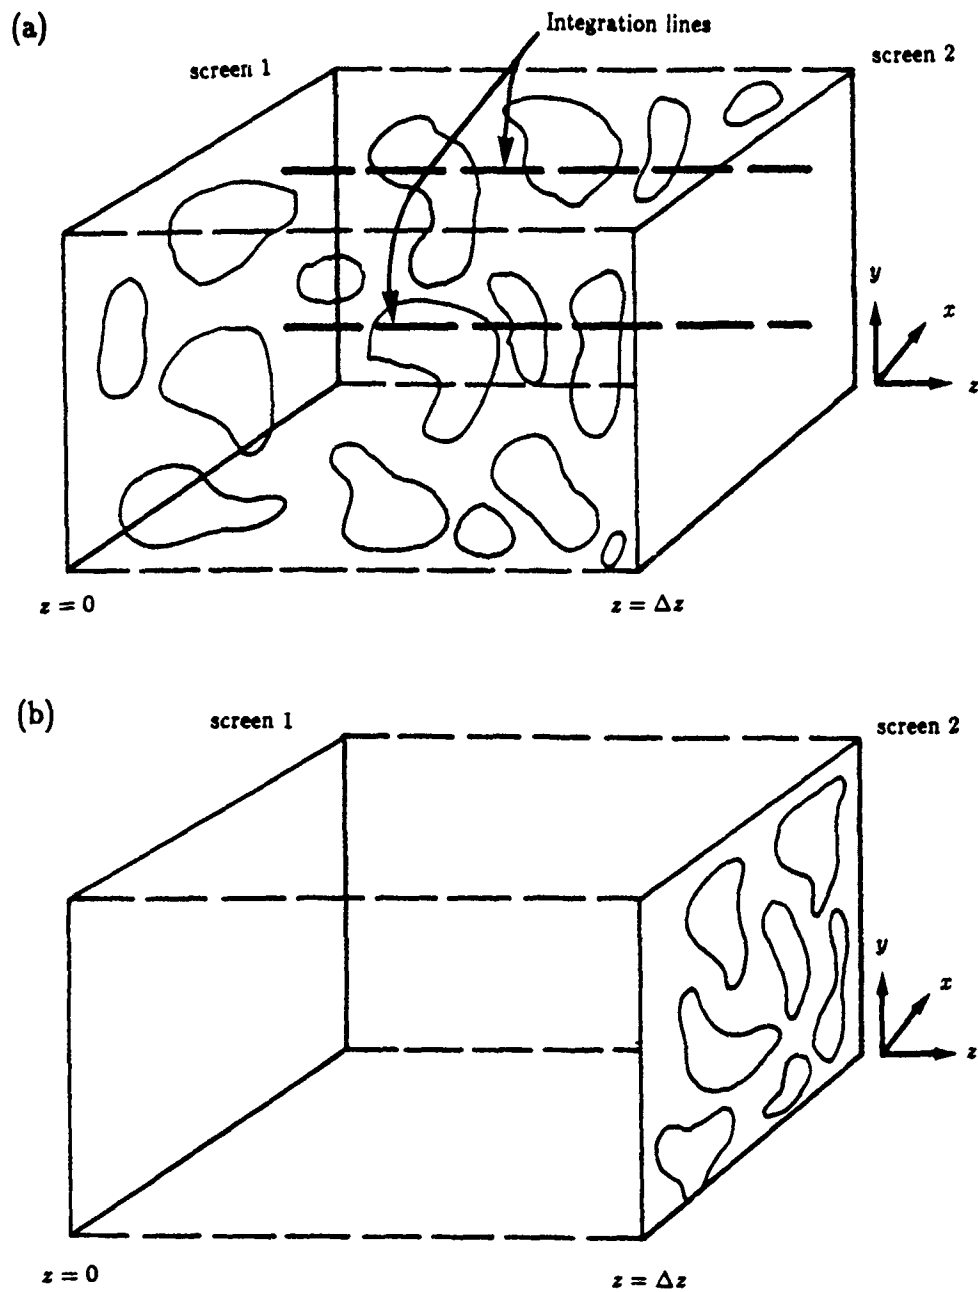 (a)
Integration lines
screen 1
screen 2
y
x
z
z = 0
z = Δz
(b)
screen 1
screen 2
y
x
z
z = 0
z = Δz